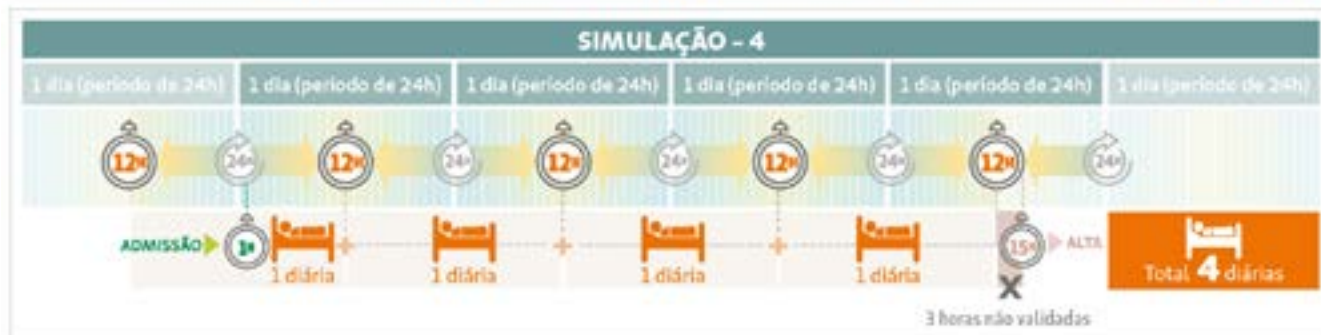 SIMULAÇÃO – 4
1 dia (período de 24h) 1 dia (período de 24h) 1 dia (período de 24h) 1 dia (período de 24h) 1 dia (período de 24h) 1 dia (período de 24h)
12H 24H 12H 24H 12H 24H 12H 24H 12H 24H
ADMISSÃO 1H 15H ALTA
1 diária + 1 diária + 1 diária + 1 diária X Total 4 diárias
3 horas não validadas